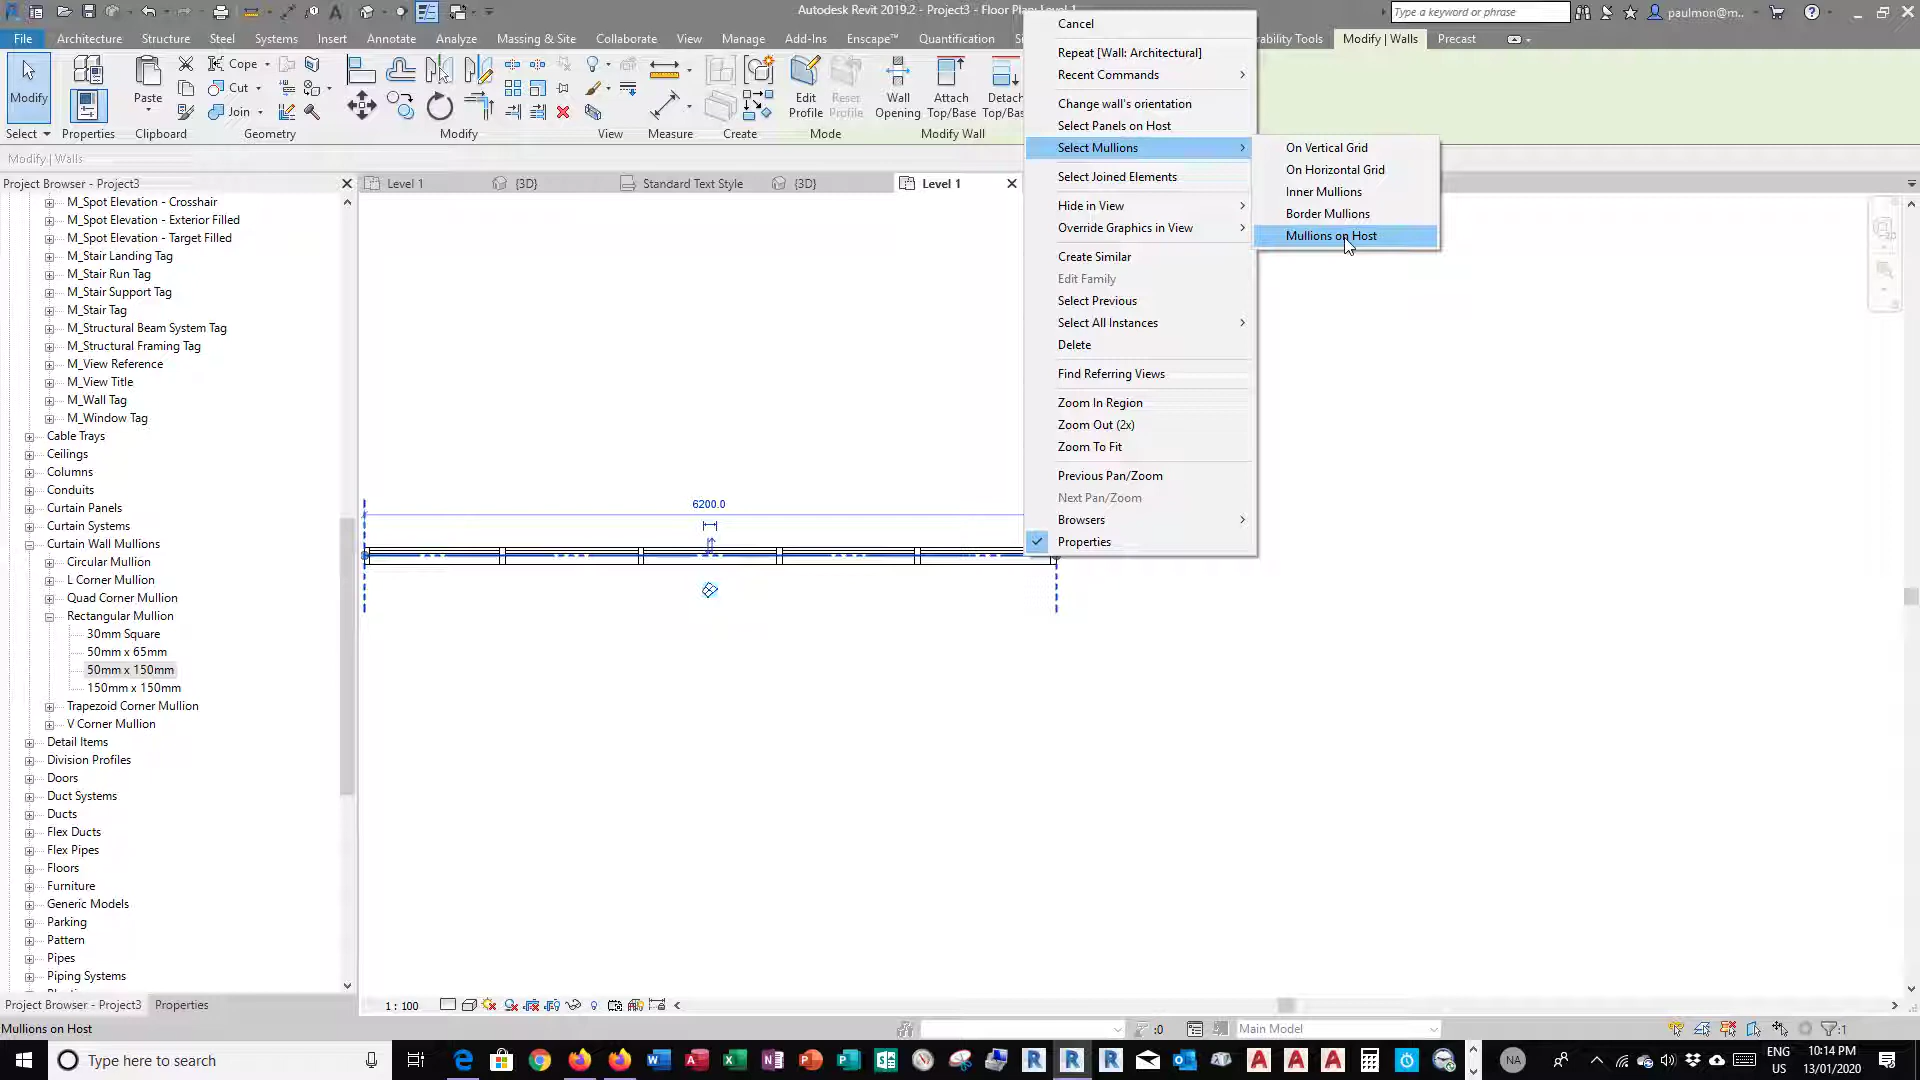 Autodesk Revit 2019.2 - Project3 - Floor Plan: Level 1
Type a keyword or phrase
paulmon@m...
File Architecture Structure Steel Systems Insert Annotate Analyze Massing & Site Collaborate View Manage Add-Ins Enscape™ Quantification Modify | Walls Precast
Cope
Cut
Join
Modify
Paste
Edit Profile
Reset Profile
Wall Opening
Attach Top/Base
Detach Top/Base
Select Properties Clipboard Geometry Modify View Measure Create Mode Modify Wall
Modify | Walls
Project Browser - Project3
Level 1
{3D}
Standard Text Style
{3D}
Level 1
M_Spot Elevation - Crosshair
M_Spot Elevation - Exterior Filled
M_Spot Elevation - Target Filled
M_Stair Landing Tag
M_Stair Run Tag
M_Stair Support Tag
M_Stair Tag
M_Structural Beam System Tag
M_Structural Framing Tag
M_View Reference
M_View Title
M_Wall Tag
M_Window Tag
Cable Trays
Ceilings
Columns
Conduits
Curtain Panels
Curtain Systems
Curtain Wall Mullions
Circular Mullion
L Corner Mullion
Quad Corner Mullion
Rectangular Mullion
30mm Square
50mm x 65mm
50mm x 150mm
150mm x 150mm
Trapezoid Corner Mullion
V Corner Mullion
Detail Items
Division Profiles
Doors
Duct Systems
Ducts
Flex Ducts
Flex Pipes
Floors
Furniture
Generic Models
Parking
Pattern
Pipes
Piping Systems
Project Browser - Project3 Properties
6200.0
Cancel
Repeat [Wall: Architectural]
Recent Commands
Change wall's orientation
Select Panels on Host
Select Mullions
Select Joined Elements
Hide in View
Override Graphics in View
Create Similar
Edit Family
Select Previous
Select All Instances
Delete
Find Referring Views
Zoom In Region
Zoom Out (2x)
Zoom To Fit
Previous Pan/Zoom
Next Pan/Zoom
Browsers
Properties
On Vertical Grid
On Horizontal Grid
Inner Mullions
Border Mullions
Mullions on Host
1 : 100
Mullions on Host
:0
Main Model
:1
Type here to search
NA
ENG
US
10:14 PM
13/01/2020